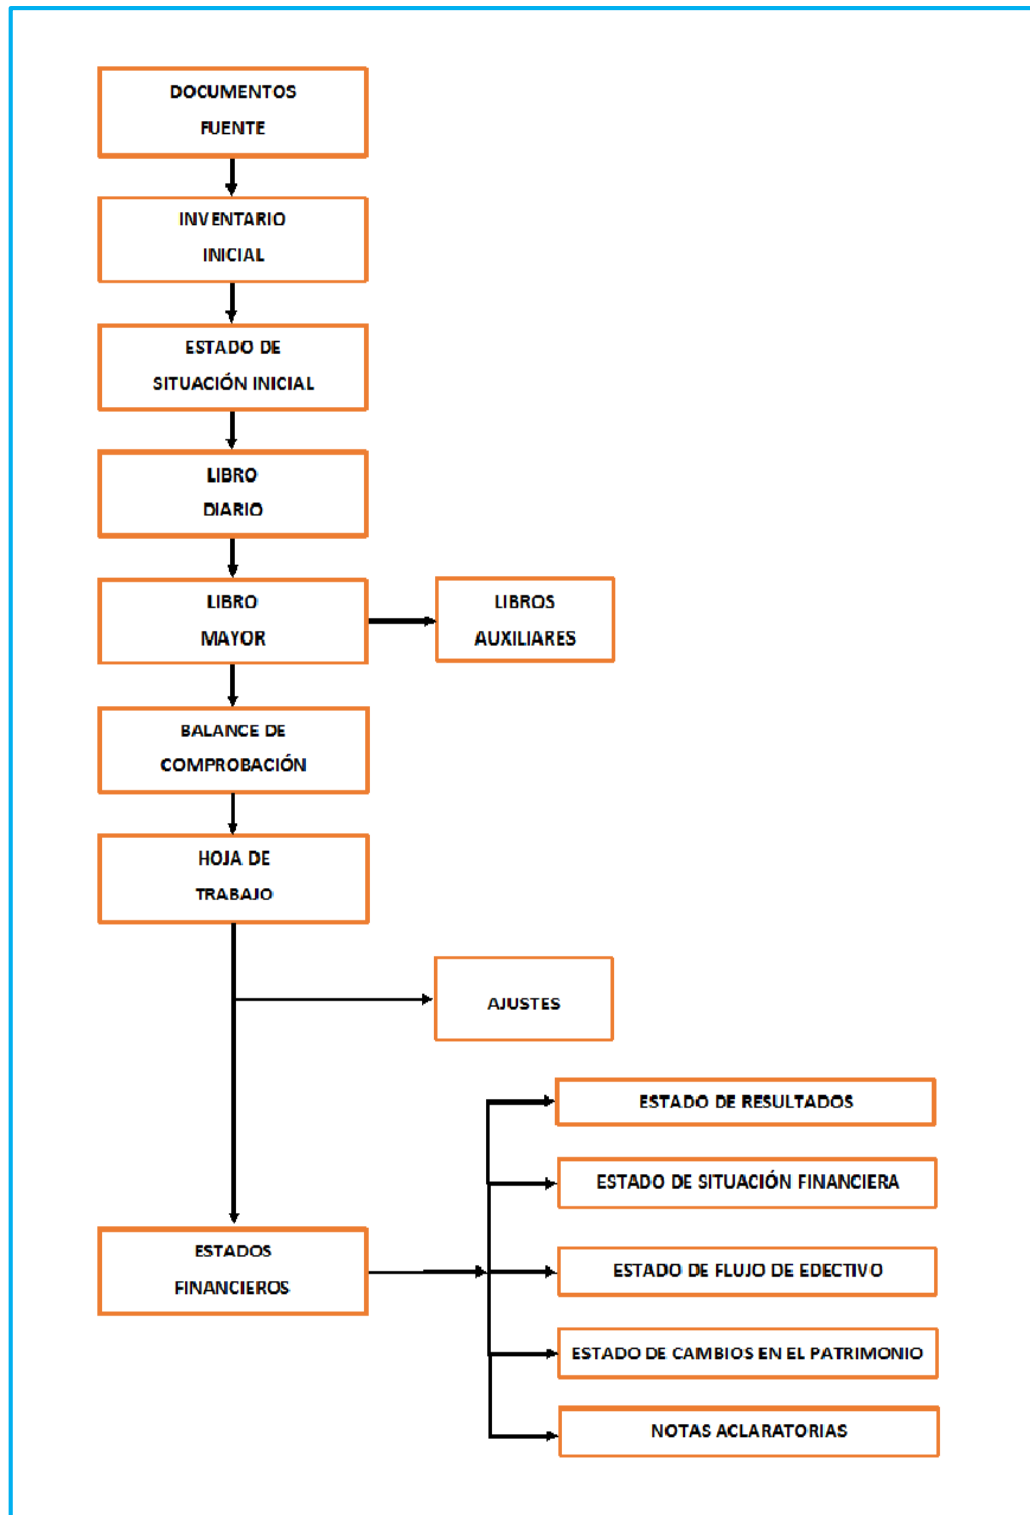 DOCUMENTOS
FUENTE
INVENTARIO
INICIAL
ESTADO DE
SITUACIÓN INICIAL
LIBRO
DIARIO
LIBRO
MAYOR
LIBROS
AUXILIARES
BALANCE DE
COMPROBACIÓN
HOJA DE
TRABAJO
AJUSTES
ESTADOS
FINANCIEROS
ESTADO DE RESULTADOS
ESTADO DE SITUACIÓN FINANCIERA
ESTADO DE FLUJO DE EDECTIVO
ESTADO DE CAMBIOS EN EL PATRIMONIO
NOTAS ACLARATORIAS